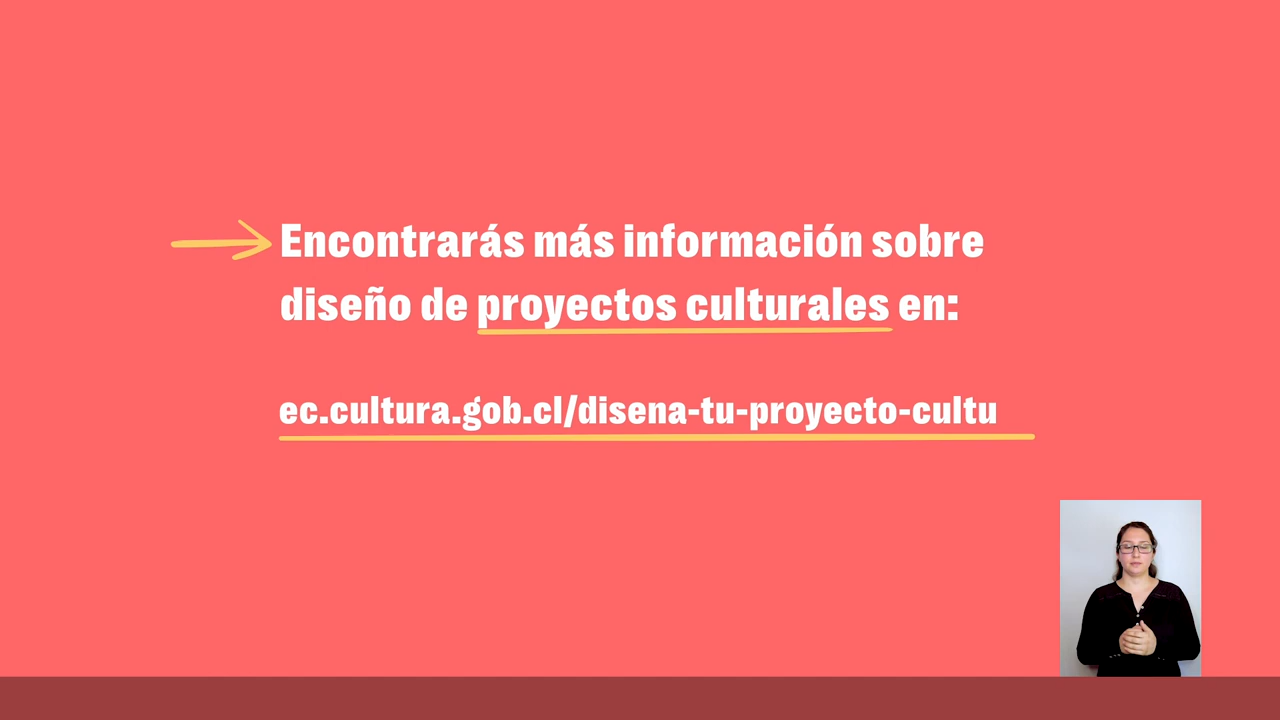 Encontrarás más información sobre
diseño de proyectos culturales en:
ec.cultura.gob.cl/disena-tu-proyecto-cultu